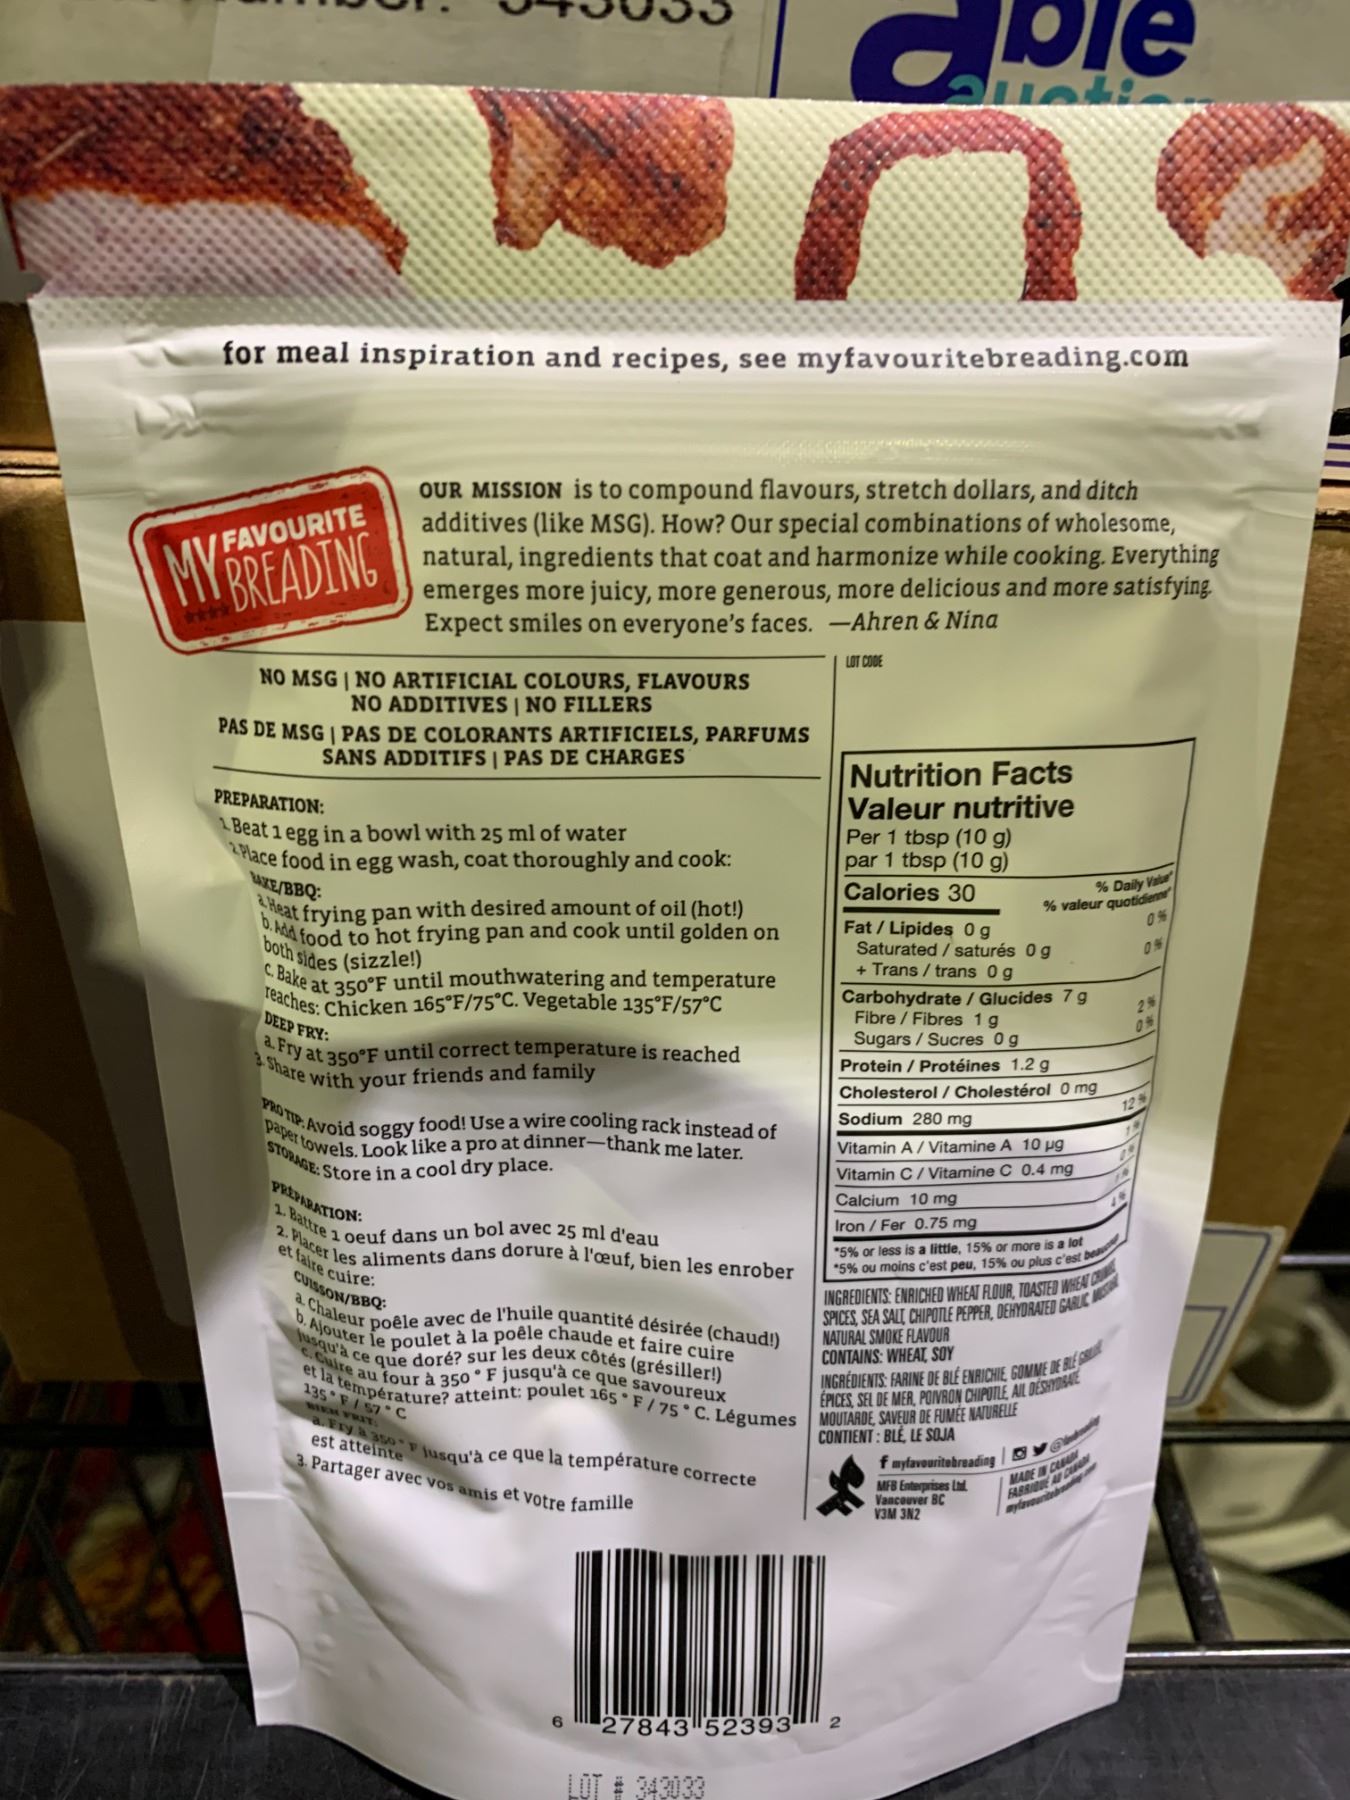 343033
able
auction
for meal inspiration and recipes, see myfavouritebreading.com
MY FAVOURITE
BREADING
OUR MISSION is to compound flavours, stretch dollars, and ditch
additives (like MSG). How? Our special combinations of wholesome,
natural, ingredients that coat and harmonize while cooking. Everything
emerges more juicy, more generous, more delicious and more satisfying.
Expect smiles on everyone's faces. —Ahren & Nina
NO MSG | NO ARTIFICIAL COLOURS, FLAVOURS
NO ADDITIVES | NO FILLERS
PAS DE MSG | PAS DE COLORANTS ARTIFICIELS, PARFUMS
SANS ADDITIFS | PAS DE CHARGES
PREPARATION:
1. Beat 1 egg in a bowl with 25 ml of water
2. Place food in egg wash, coat thoroughly and cook:
BAKE/BBQ:
a. Heat frying pan with desired amount of oil (hot!)
b. Add food to hot frying pan and cook until golden on
both sides (sizzle!)
c. Bake at 350°F until mouthwatering and temperature
reaches: Chicken 165°F/75°C. Vegetable 135°F/57°C
DEEP FRY:
a. Fry at 350°F until correct temperature is reached
3. Share with your friends and family
PRO TIP: Avoid soggy food! Use a wire cooling rack instead of
paper towels. Look like a pro at dinner—thank me later.
STORAGE: Store in a cool dry place.
PRÉPARATION:
1. Battre 1 oeuf dans un bol avec 25 ml d'eau
2. Placer les aliments dans dorure à l'œuf, bien les enrober
et faire cuire:
CUISSON/BBQ:
a. Chaleur poêle avec de l'huile quantité désirée (chaud!)
b. Ajouter le poulet à la poêle chaude et faire cuire
jusqu'à ce que doré? sur les deux côtés (grésiller!)
c. Cuire au four à 350 ° F jusqu'à ce que savoureux
et la température? atteint: poulet 165 ° F / 75 ° C. Légumes
135 ° F / 57 ° C
BIEN FRIT:
a. Fry à 350 ° F jusqu'à ce que la température correcte
est atteinte
3. Partager avec vos amis et votre famille
LOT CODE
Nutrition Facts
Valeur nutritive
Per 1 tbsp (10 g)
par 1 tbsp (10 g)
Calories 30
% Daily Value*
% valeur quotidienne*
Fat / Lipides 0 g 0 %
Saturated / saturés 0 g 0 %
+ Trans / trans 0 g
Carbohydrate / Glucides 7 g
Fibre / Fibres 1 g 2 %
Sugars / Sucres 0 g 0 %
Protein / Protéines 1.2 g
Cholesterol / Cholestérol 0 mg
Sodium 280 mg 12 %
Vitamin A / Vitamine A 10 µg 1 %
Vitamin C / Vitamine C 0.4 mg 0 %
Calcium 10 mg 1 %
Iron / Fer 0.75 mg 4 %
*5% or less is a little, 15% or more is a lot
*5% ou moins c'est peu, 15% ou plus c'est beaucoup
INGREDIENTS: ENRICHED WHEAT FLOUR, TOASTED WHEAT CRUMBS,
SPICES, SEA SALT, CHIPOTLE PEPPER, DEHYDRATED GARLIC, MUSTARD,
NATURAL SMOKE FLAVOUR
CONTAINS: WHEAT, SOY
INGRÉDIENTS: FARINE DE BLÉ ENRICHIE, GOMME DE BLÉ
ÉPICES, SEL DE MER, POIVRON CHIPOTLE, AIL DÉSHYDRATÉ
MOUTARDE, SAVEUR DE FUMÉE NATURELLE
CONTIENT : BLÉ, LE SOJA
f myfavouritebreading
MFB Enterprises Ltd.
Vancouver BC
V3M 3N2
MADE IN CANADA
FABRIQUÉ AU CANADA
6 27843 52393 2
LOT # 343033